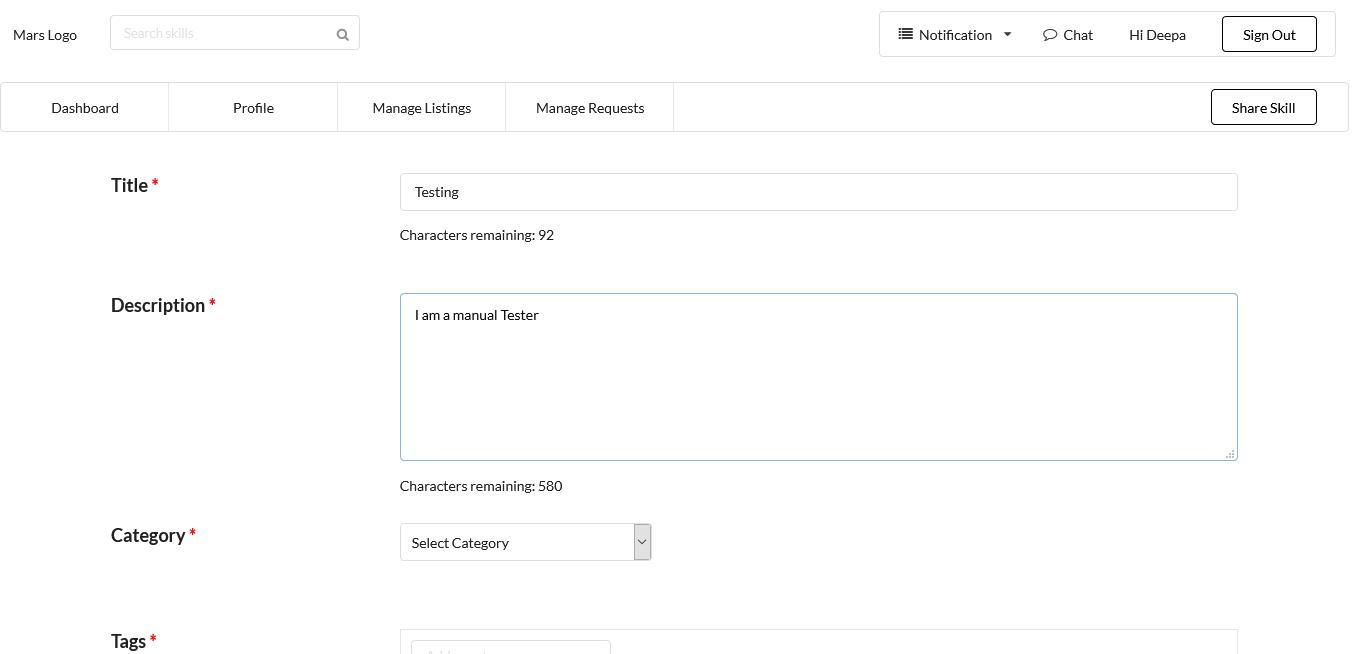 Mars Logo
Search skills
Notification
Chat
Hi Deepa
Sign Out
Dashboard
Profile
Manage Listings
Manage Requests
Share Skill
Title *
Testing
Characters remaining: 92
Description *
I am a manual Tester
Characters remaining: 580
Category *
Select Category
Tags *